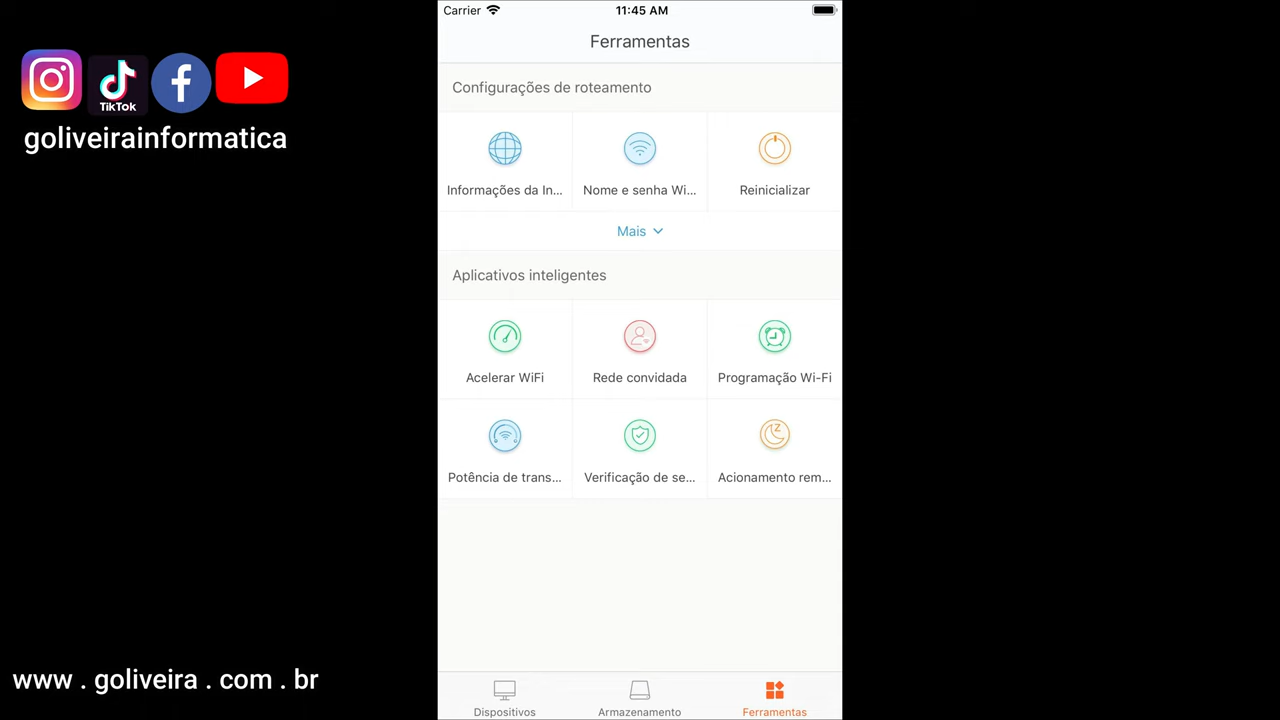 Carrier
11:45 AM
Ferramentas
TikTok
goliveirainformatica
Configurações de roteamento
Informações da In...
Nome e senha Wi...
Reinicializar
Mais
Aplicativos inteligentes
Acelerar WiFi
Rede convidada
Programação Wi-Fi
Potência de trans...
Verificação de se...
Z
Acionamento rem...
www . goliveira . com . br
Dispositivos
Armazenamento
Ferramentas